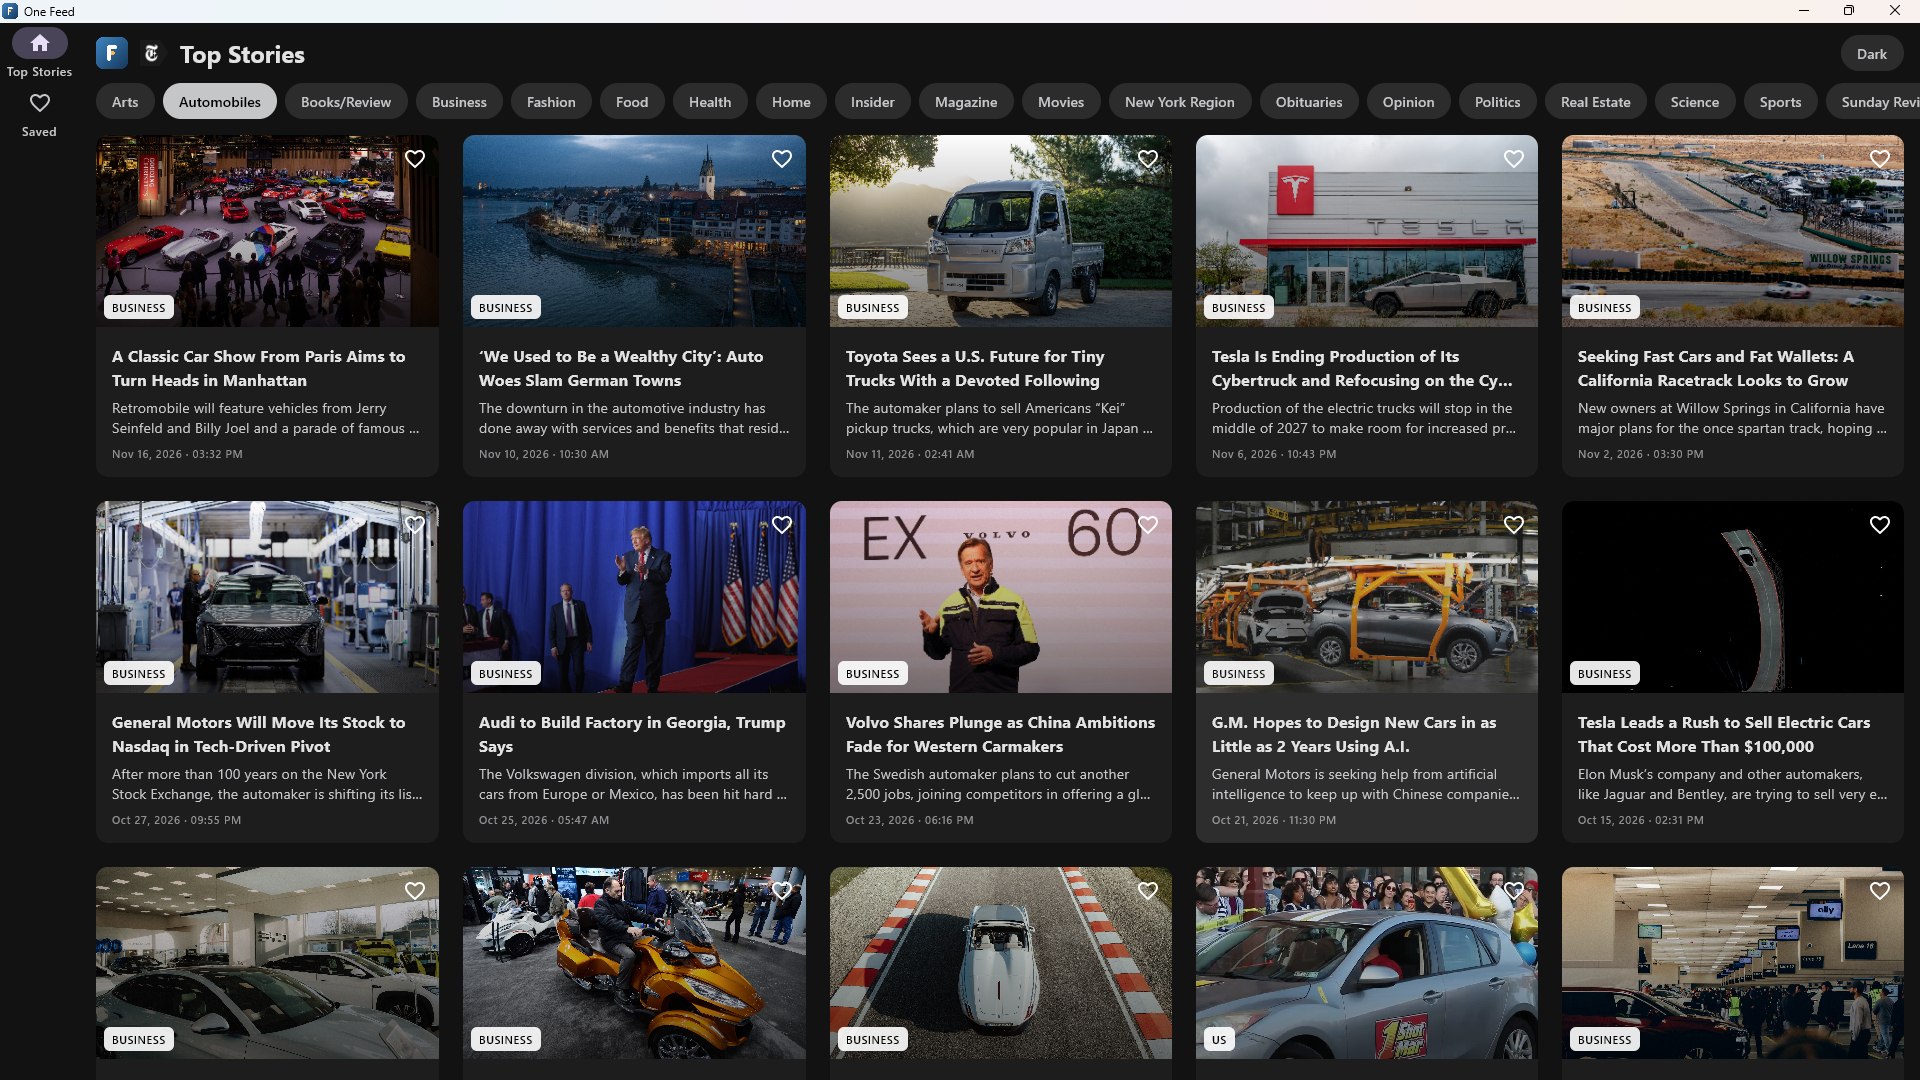 One Feed
Top Stories
Dark
Top Stories
Saved
Arts
Automobiles
Books/Review
Business
Fashion
Food
Health
Home
Insider
Magazine
Movies
New York Region
Obituaries
Opinion
Politics
Real Estate
Science
Sports
Sunday Revi
BUSINESS
A Classic Car Show From Paris Aims to
Turn Heads in Manhattan
Retromobile will feature vehicles from Jerry
Seinfeld and Billy Joel and a parade of famous ...
Nov 16, 2026 · 03:32 PM
BUSINESS
‘We Used to Be a Wealthy City’: Auto
Woes Slam German Towns
The downturn in the automotive industry has
done away with services and benefits that resid...
Nov 10, 2026 · 10:30 AM
BUSINESS
Toyota Sees a U.S. Future for Tiny
Trucks With a Devoted Following
The automaker plans to sell Americans “Kei”
pickup trucks, which are very popular in Japan ...
Nov 11, 2026 · 02:41 AM
TESLA
BUSINESS
Tesla Is Ending Production of Its
Cybertruck and Refocusing on the Cy...
Production of the electric trucks will stop in the
middle of 2027 to make room for increased pr...
Nov 6, 2026 · 10:43 PM
WILLOW SPRINGS
BUSINESS
Seeking Fast Cars and Fat Wallets: A
California Racetrack Looks to Grow
New owners at Willow Springs in California have
major plans for the once spartan track, hoping ...
Nov 2, 2026 · 03:30 PM
BUSINESS
General Motors Will Move Its Stock to
Nasdaq in Tech-Driven Pivot
After more than 100 years on the New York
Stock Exchange, the automaker is shifting its lis...
Oct 27, 2026 · 09:55 PM
BUSINESS
Audi to Build Factory in Georgia, Trump
Says
The Volkswagen division, which imports all its
cars from Europe or Mexico, has been hit hard ...
Oct 25, 2026 · 05:47 AM
EX VOLVO 60
BUSINESS
Volvo Shares Plunge as China Ambitions
Fade for Western Carmakers
The Swedish automaker plans to cut another
2,500 jobs, joining competitors in offering a gl...
Oct 23, 2026 · 06:16 PM
BUSINESS
G.M. Hopes to Design New Cars in as
Little as 2 Years Using A.I.
General Motors is seeking help from artificial
intelligence to keep up with Chinese companie...
Oct 21, 2026 · 11:30 PM
BUSINESS
Tesla Leads a Rush to Sell Electric Cars
That Cost More Than $100,000
Elon Musk’s company and other automakers,
like Jaguar and Bentley, are trying to sell very e...
Oct 15, 2026 · 02:31 PM
BUSINESS
BUSINESS
BUSINESS
1 Shot
US
ally
Lane 16
BUSINESS